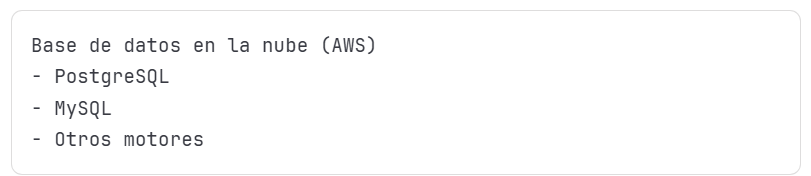 Base de datos en la nube (AWS)
- PostgreSQL
- MySQL
- Otros motores